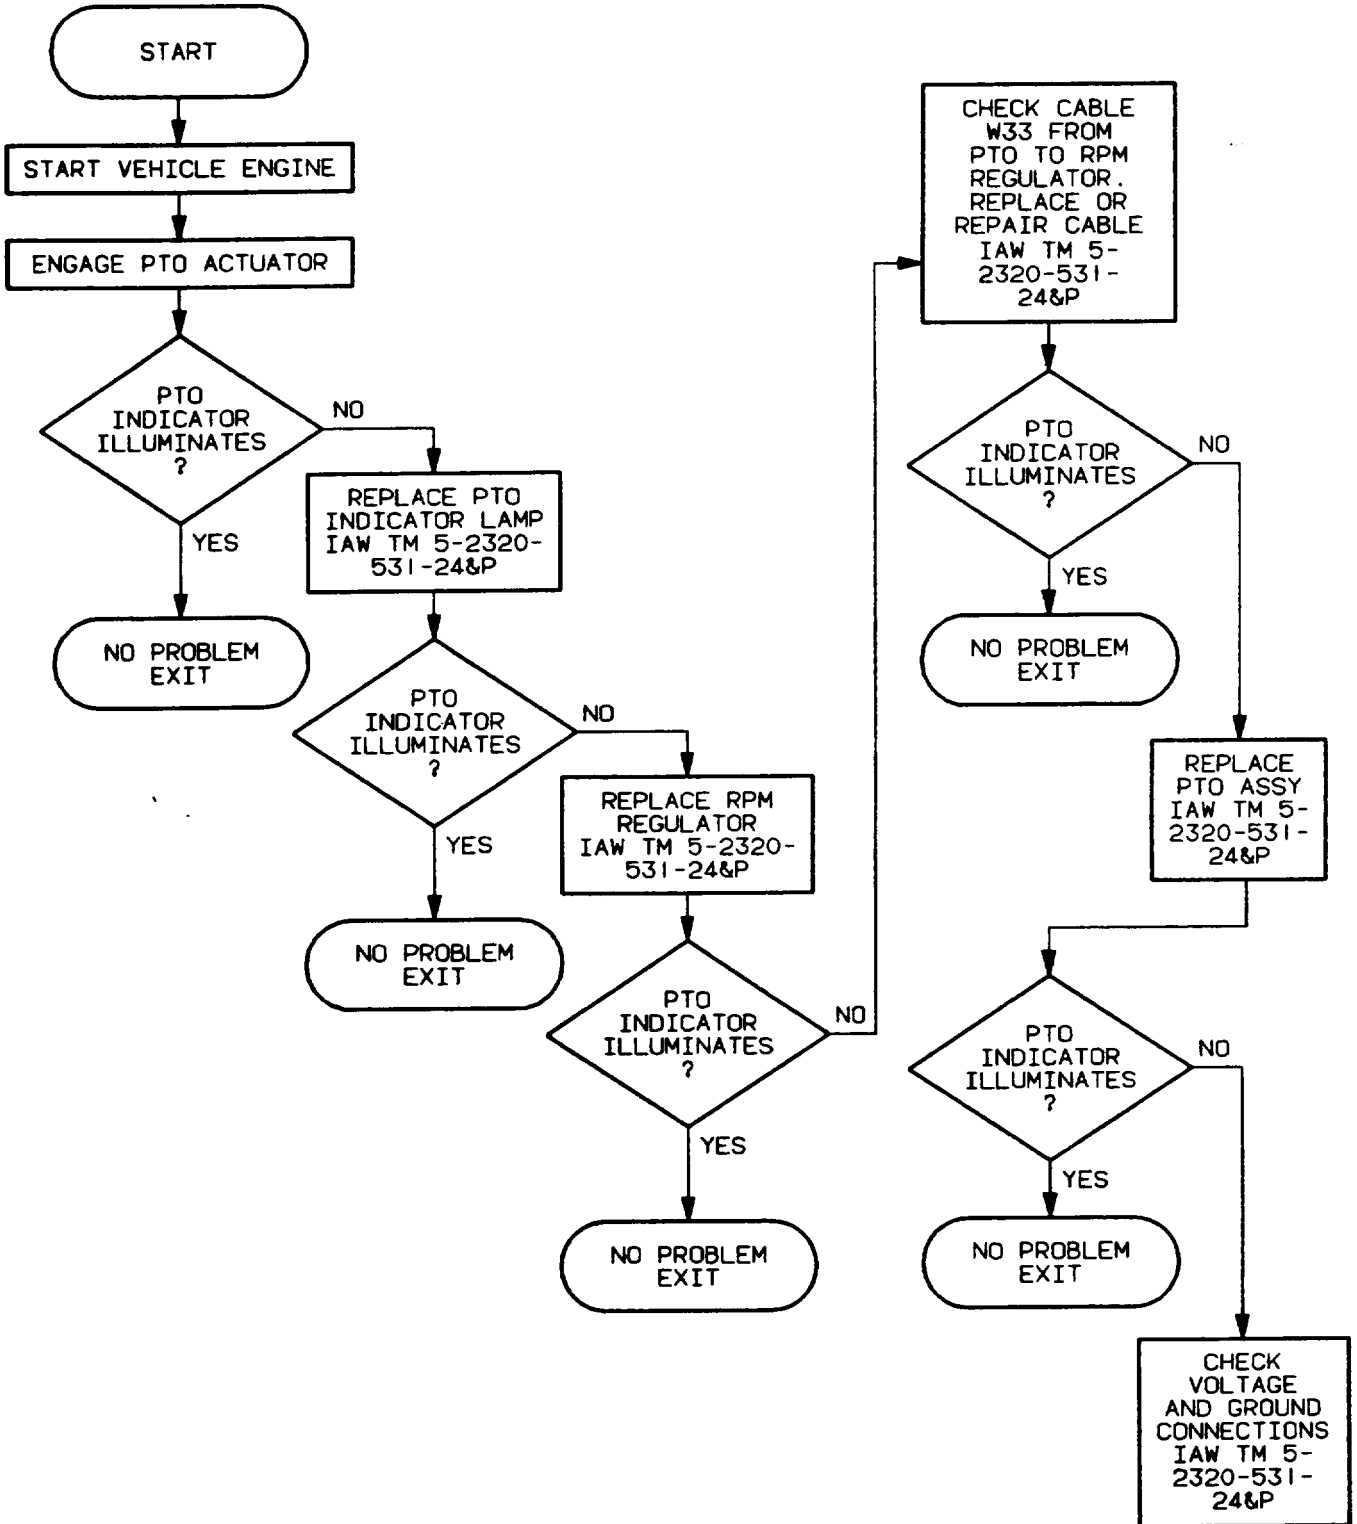 START
START VEHICLE ENGINE
ENGAGE PTO ACTUATOR
PTO
INDICATOR
ILLUMINATES
?
NO
YES
NO PROBLEM
EXIT
REPLACE PTO
INDICATOR LAMP
IAW TM 5-2320-
531-24&P
PTO
INDICATOR
ILLUMINATES
?
NO
YES
NO PROBLEM
EXIT
REPLACE RPM
REGULATOR
IAW TM 5-2320-
531-24&P
PTO
INDICATOR
ILLUMINATES
?
NO
YES
NO PROBLEM
EXIT
CHECK CABLE
W33 FROM
PTO TO RPM
REGULATOR.
REPLACE OR
REPAIR CABLE
IAW TM 5-
2320-531-
24&P
PTO
INDICATOR
ILLUMINATES
?
NO
YES
NO PROBLEM
EXIT
REPLACE
PTO ASSY
IAW TM 5-
2320-531-
24&P
PTO
INDICATOR
ILLUMINATES
?
NO
YES
NO PROBLEM
EXIT
CHECK
VOLTAGE
AND GROUND
CONNECTIONS
IAW TM 5-
2320-531-
24&P